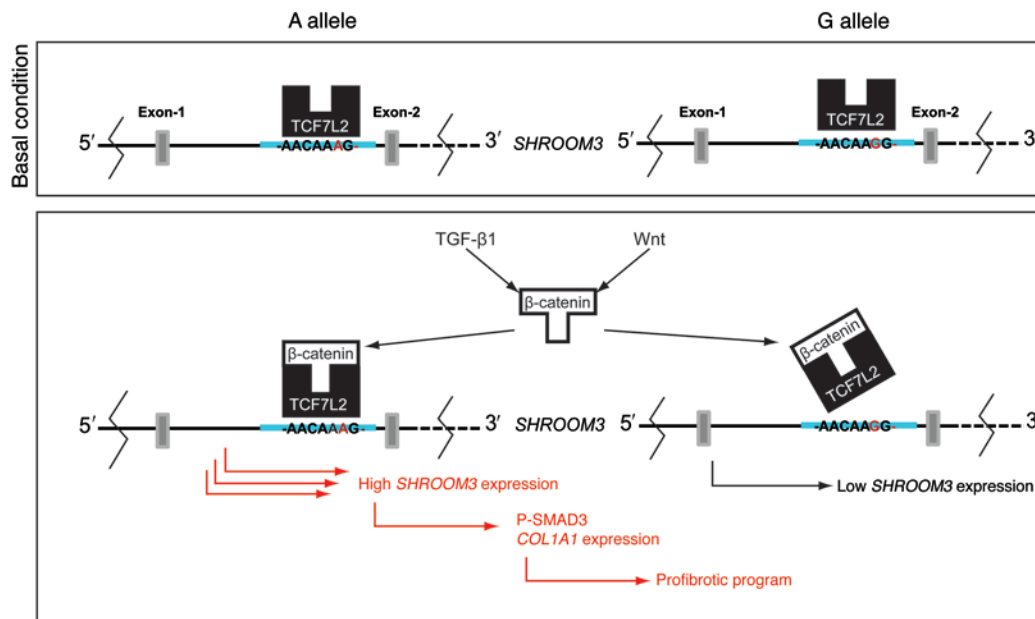 A allele
G allele
Basal condition
TCF7L2
TCF7L2
Exon-1
Exon-2
Exon-1
Exon-2
5′
-AACAAAG-
3′
SHROOM3
5′
-AACAAGG-
3
TGF-β1
Wnt
β-catenin
β-catenin
TCF7L2
β-catenin
TCF7L2
5′
-AACAAAG-
3′
SHROOM3
5′
-AACAAGG-
3
High SHROOM3 expression
Low SHROOM3 expression
P-SMAD3
COL1A1 expression
Profibrotic program